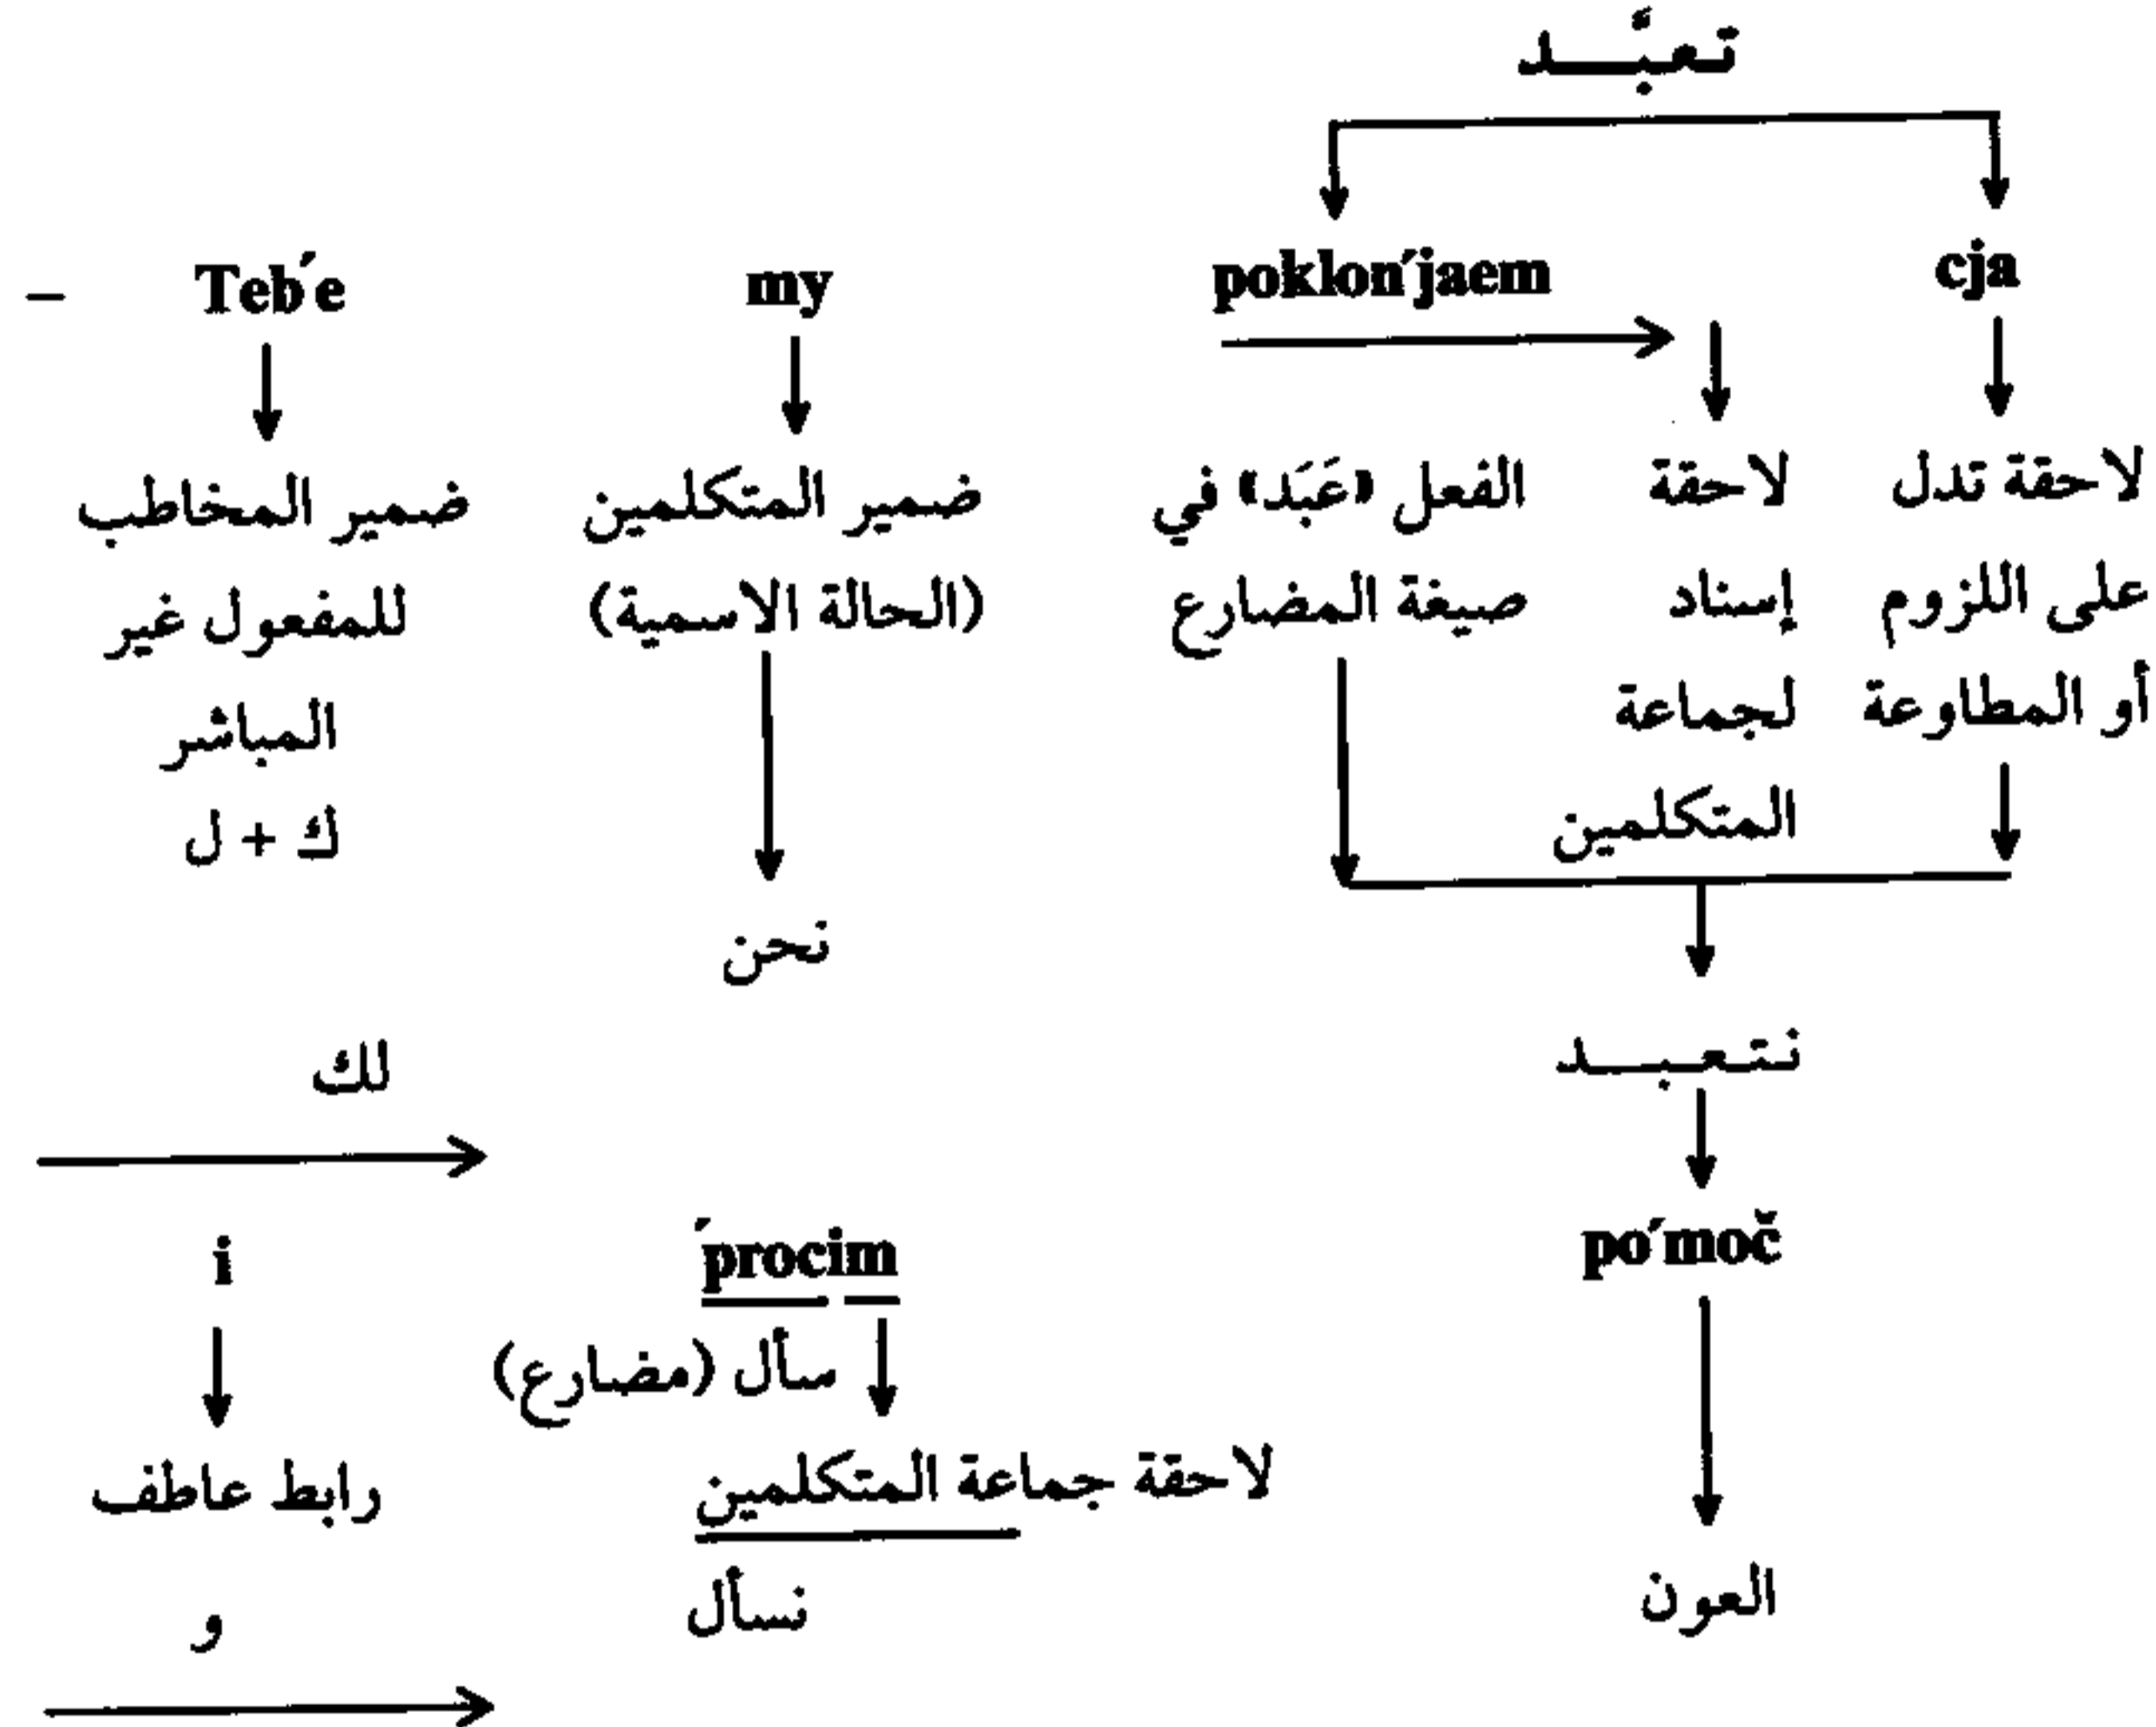 تعبَّــد
– Teb´e my poklon´jaem cja
ضمير المخاطب ضمير المتكلمين الفعل «عَبَد» في لاحقة لاحقة تدل
للمفعول غير (الحالة الاسمية) صيغة المضارع إسناد على اللزوم
المباشر لجماعة أو المطاوعة
ك + ل المتكلمين
نحن
لك نتعبــد
i ´procim po´moč
سأل (مضارع)
رابط عاطف لاحقة جماعة المتكلمين
و نسأل العون